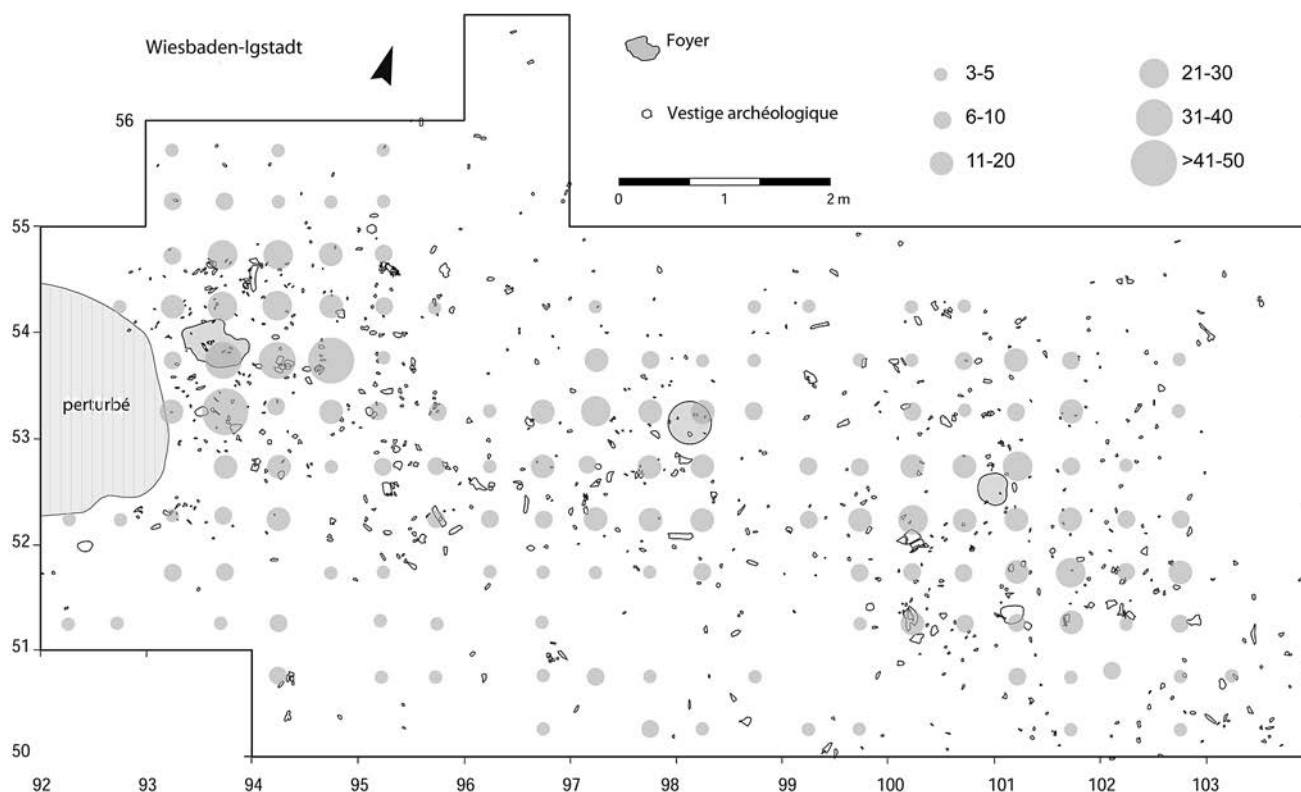 Wiesbaden-Igstadt
Foyer
Vestige archéologique
3-5
6-10
11-20
21-30
31-40
>41-50
0 1 2 m
56
55
54
53
52
51
50
perturbé
92 93 94 95 96 97 98 99 100 101 102 103